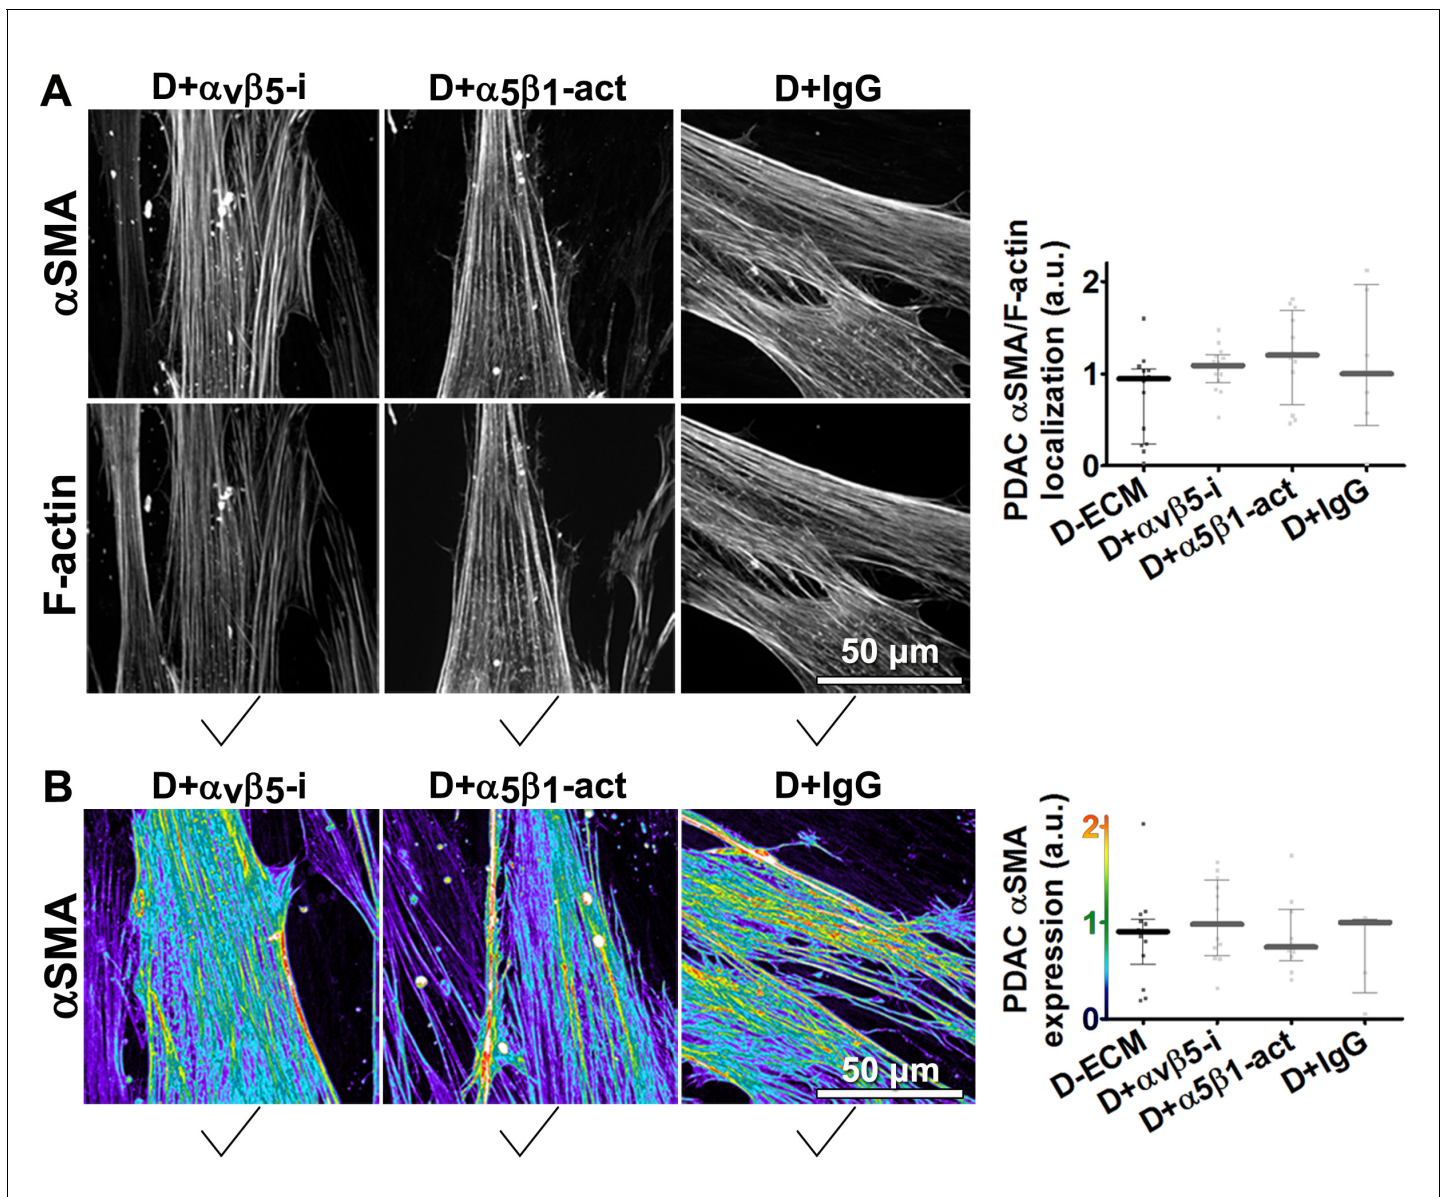 A
D+αvβ5-i
D+α5β1-act
D+IgG
αSMA
F-actin
50 µm
PDAC αSMA/F-actin
localization (a.u.)
2
1
0
D-ECM
D+αvβ5-i
D+α5β1-act
D+IgG
B
D+αvβ5-i
D+α5β1-act
D+IgG
αSMA
50 µm
PDAC αSMA
expression (a.u.)
2
1
0
D-ECM
D+αvβ5-i
D+α5β1-act
D+IgG